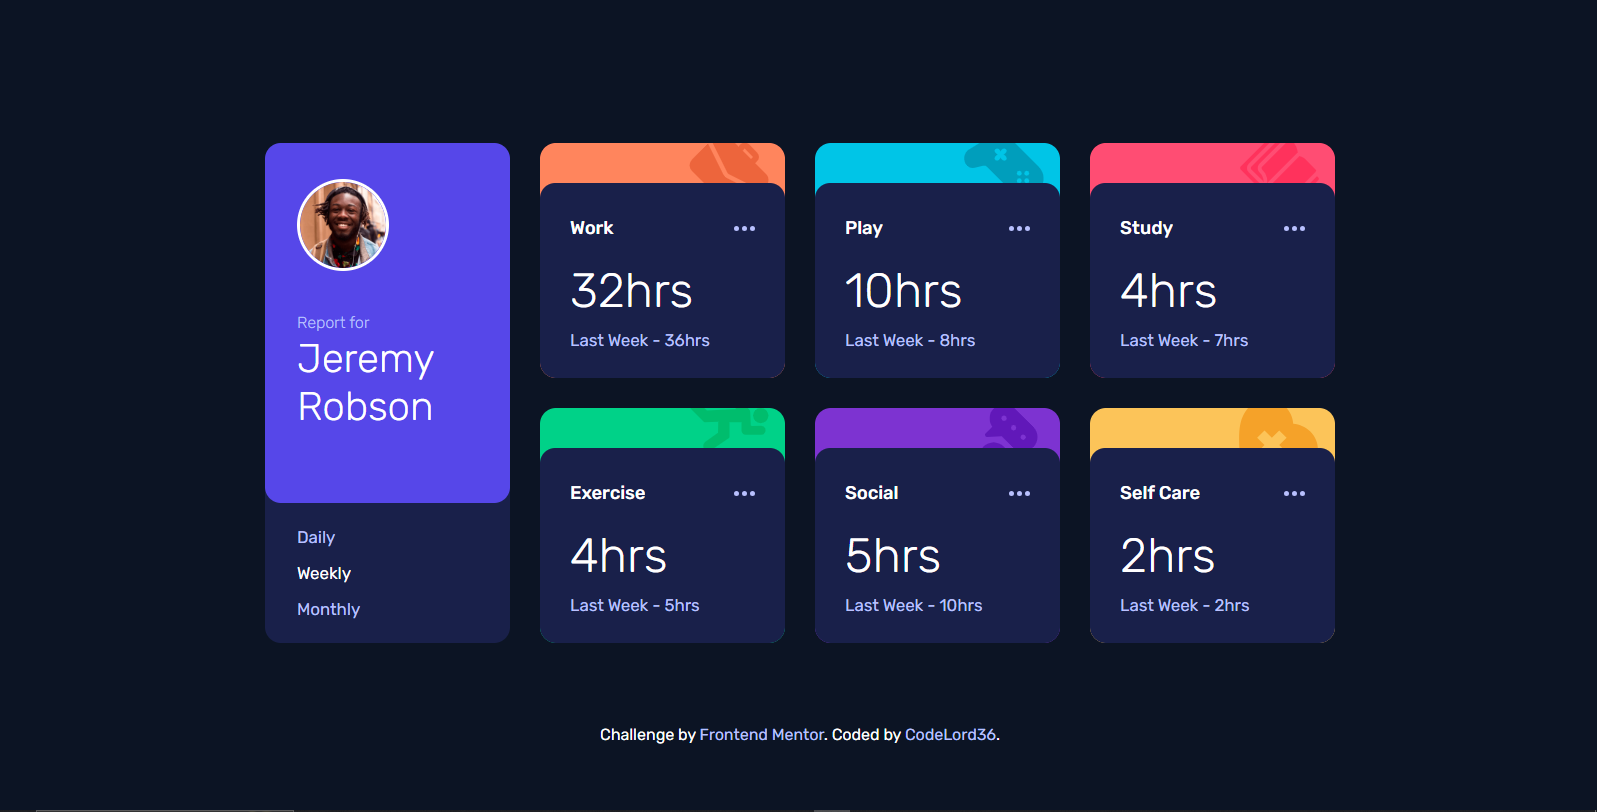 Report for
Jeremy
Robson
Daily
Weekly
Monthly
Work
32hrs
Last Week - 36hrs
Play
10hrs
Last Week - 8hrs
Study
4hrs
Last Week - 7hrs
Exercise
4hrs
Last Week - 5hrs
Social
5hrs
Last Week - 10hrs
Self Care
2hrs
Last Week - 2hrs
Challenge by Frontend Mentor. Coded by CodeLord36.